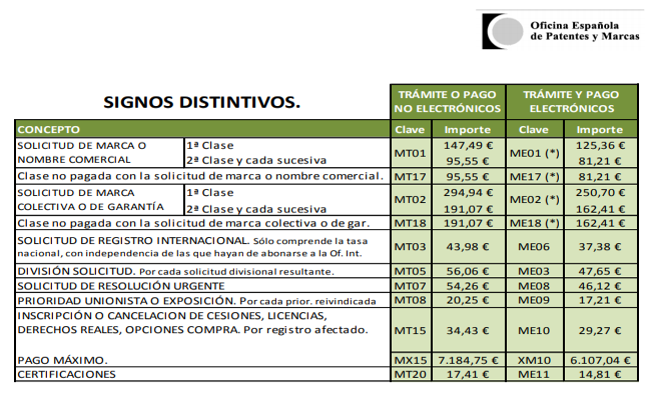 Oficina Española
de Patentes y Marcas
SIGNOS DISTINTIVOS.
TRÁMITE O PAGO
NO ELECTRÓNICOS
TRÁMITE Y PAGO
ELECTRÓNICOS
CONCEPTO Clave Importe Clave Importe
SOLICITUD DE MARCA O
NOMBRE COMERCIAL
1ª Clase
2ª Clase y cada sucesiva
MT01
147,49 €
95,55 €
ME01 (*)
125,36 €
81,21 €
Clase no pagada con la solicitud de marca o nombre comercial. MT17 95,55 € ME17 (*) 81,21 €
SOLICITUD DE MARCA
COLECTIVA O DE GARANTÍA
1ª Clase
2ª Clase y cada sucesiva
MT02
294,94 €
191,07 €
ME02 (*)
250,70 €
162,41 €
Clase no pagada con la solicitud de marca colectiva o de gar. MT18 191,07 € ME18 (*) 162,41 €
SOLICITUD DE REGISTRO INTERNACIONAL. Sólo comprende la tasa
nacional, con independencia de las que hayan de abonarse a la Of. Int.
MT03 43,98 € ME06 37,38 €
DIVISIÓN SOLICITUD. Por cada solicitud divisional resultante. MT05 56,06 € ME03 47,65 €
SOLICITUD DE RESOLUCIÓN URGENTE MT07 54,26 € ME08 46,12 €
PRIORIDAD UNIONISTA O EXPOSICIÓN. Por cada prior. reivindicada MT08 20,25 € ME09 17,21 €
INSCRIPCIÓN O CANCELACION DE CESIONES, LICENCIAS,
DERECHOS REALES, OPCIONES COMPRA. Por registro afectado.
MT15 34,43 € ME10 29,27 €
PAGO MÁXIMO. MX15 7.184,75 € XM10 6.107,04 €
CERTIFICACIONES MT20 17,41 € ME11 14,81 €